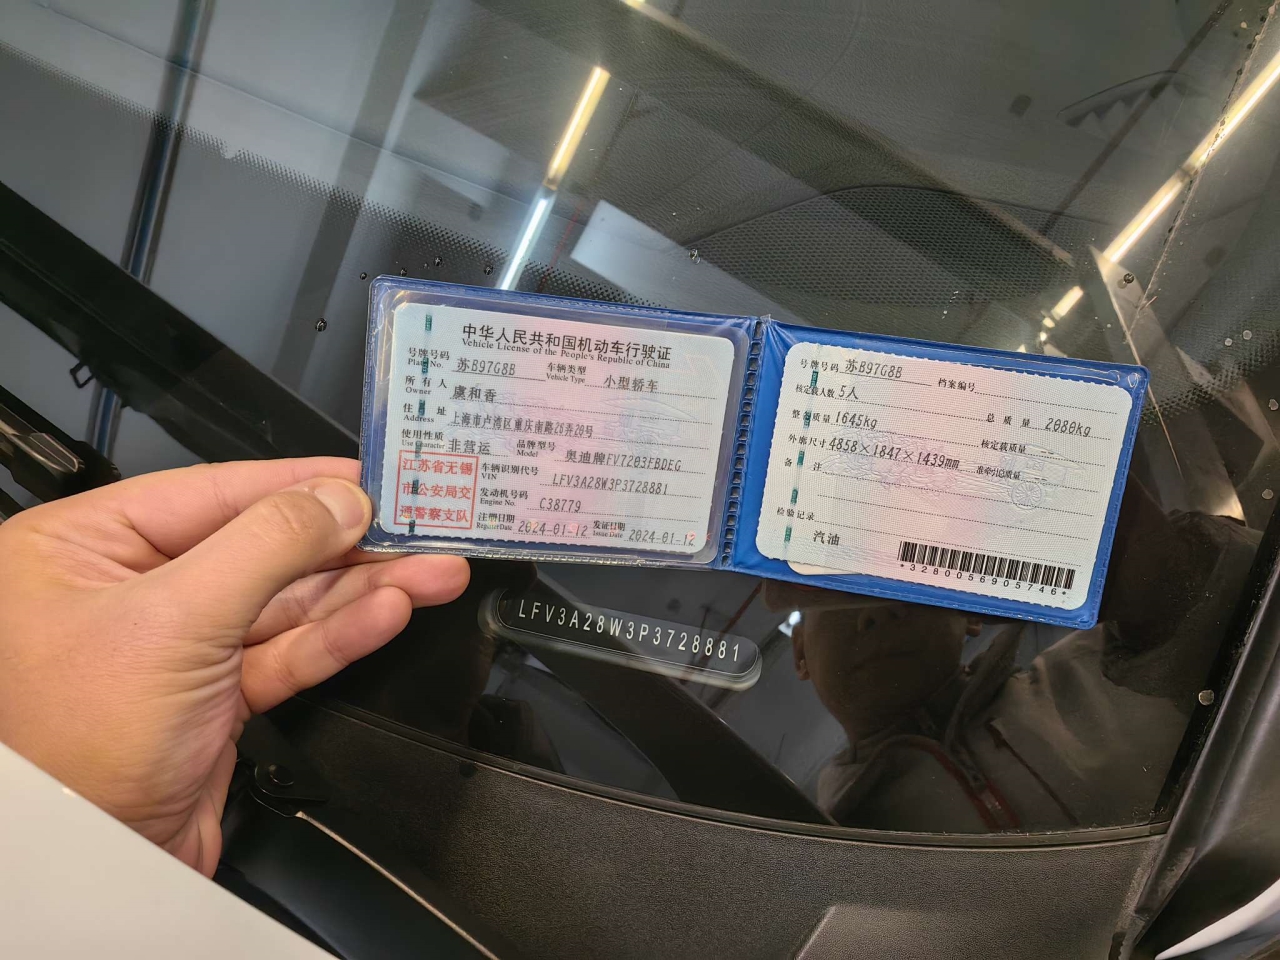 中华人民共和国机动车行驶证
Vehicle License of the People's Republic of China
号牌号码 苏B97G8B 车辆类型 小型轿车
Plate No. Vehicle Type
所有人 虞和香
Owner
住址 上海市卢湾区重庆南路26弄20号
Address
使用性质 非营运 品牌型号 奥迪牌FV7203FBDEG
Use Character Model
江苏省无锡
市公安局交
通警察支队
车辆识别代号 LFV3A28W3P3728881
VIN
发动机号码 C38779
Engine No.
注册日期 2024-01-12 发证日期 2024-01-12
Register Date Issue Date
号牌号码 苏B97G8B 档案编号
核定载人数 5人 总质量 2080kg
整备质量 1645kg 核定载质量 --
外廓尺寸 4858×1847×1439mm 准牵引总质量 --
备注
检验记录
汽油
*3280056905746*
LFV3A28W3P3728881